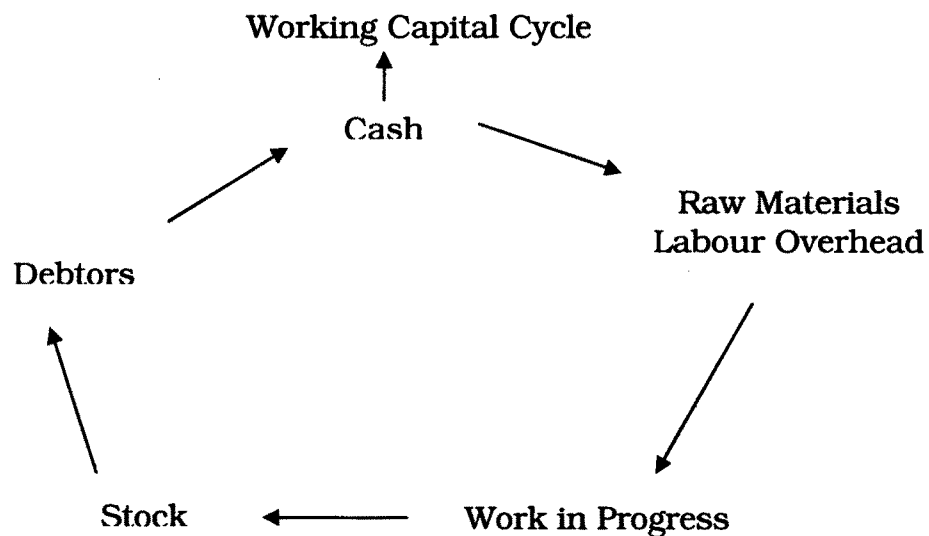 Working Capital Cycle
Cash
Raw Materials
Labour Overhead
Debtors
Stock
Work in Progress